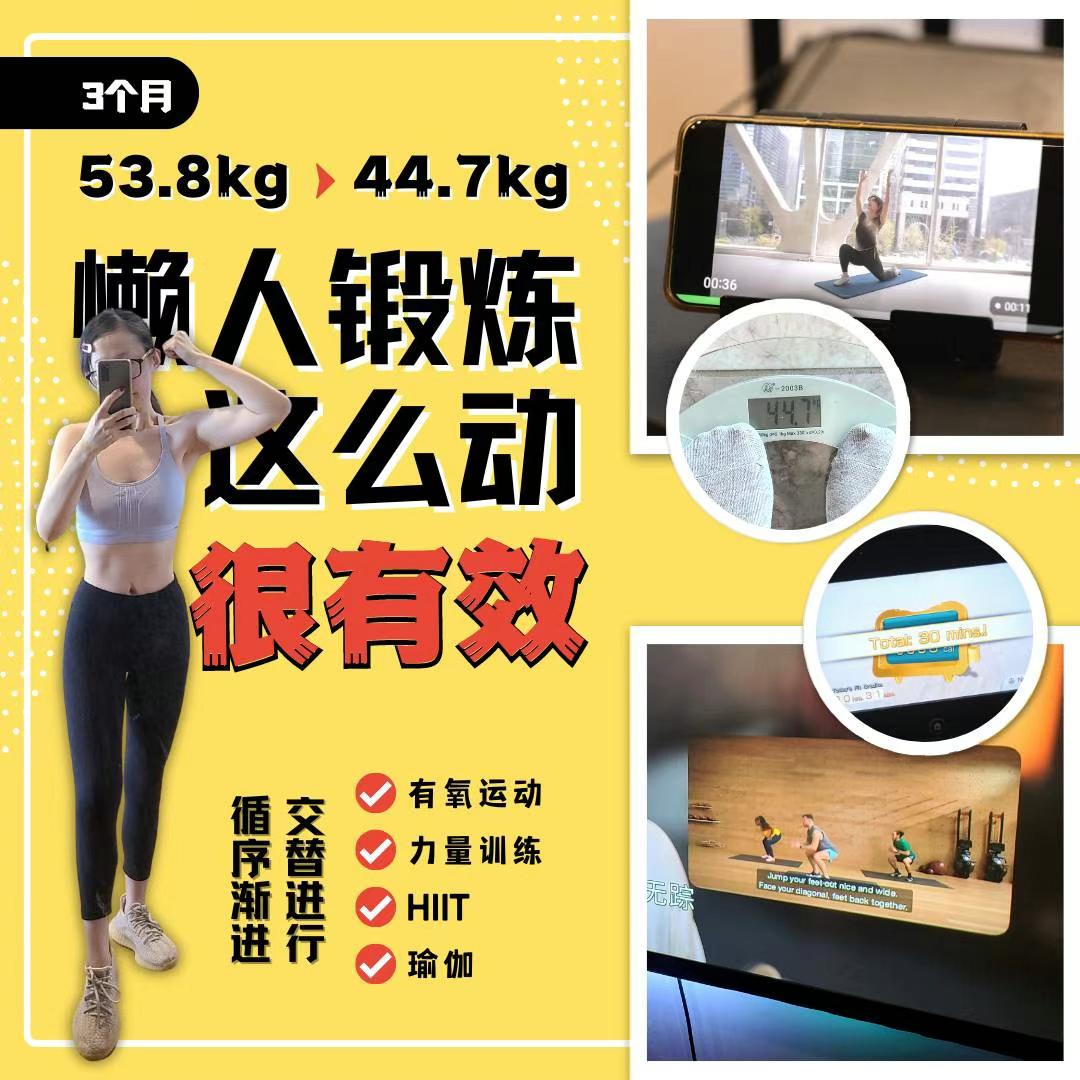 3个月
53.8kg 44.7kg
懒人锻炼
这么动
很有效
循序渐进
交替进行
有氧运动
力量训练
HIIT
瑜伽
00:36
00:11
2003B
44.7
Total: 30 mins!
Jump your feet out nice and wide.
Face your diagonal, feet back together.
无踪